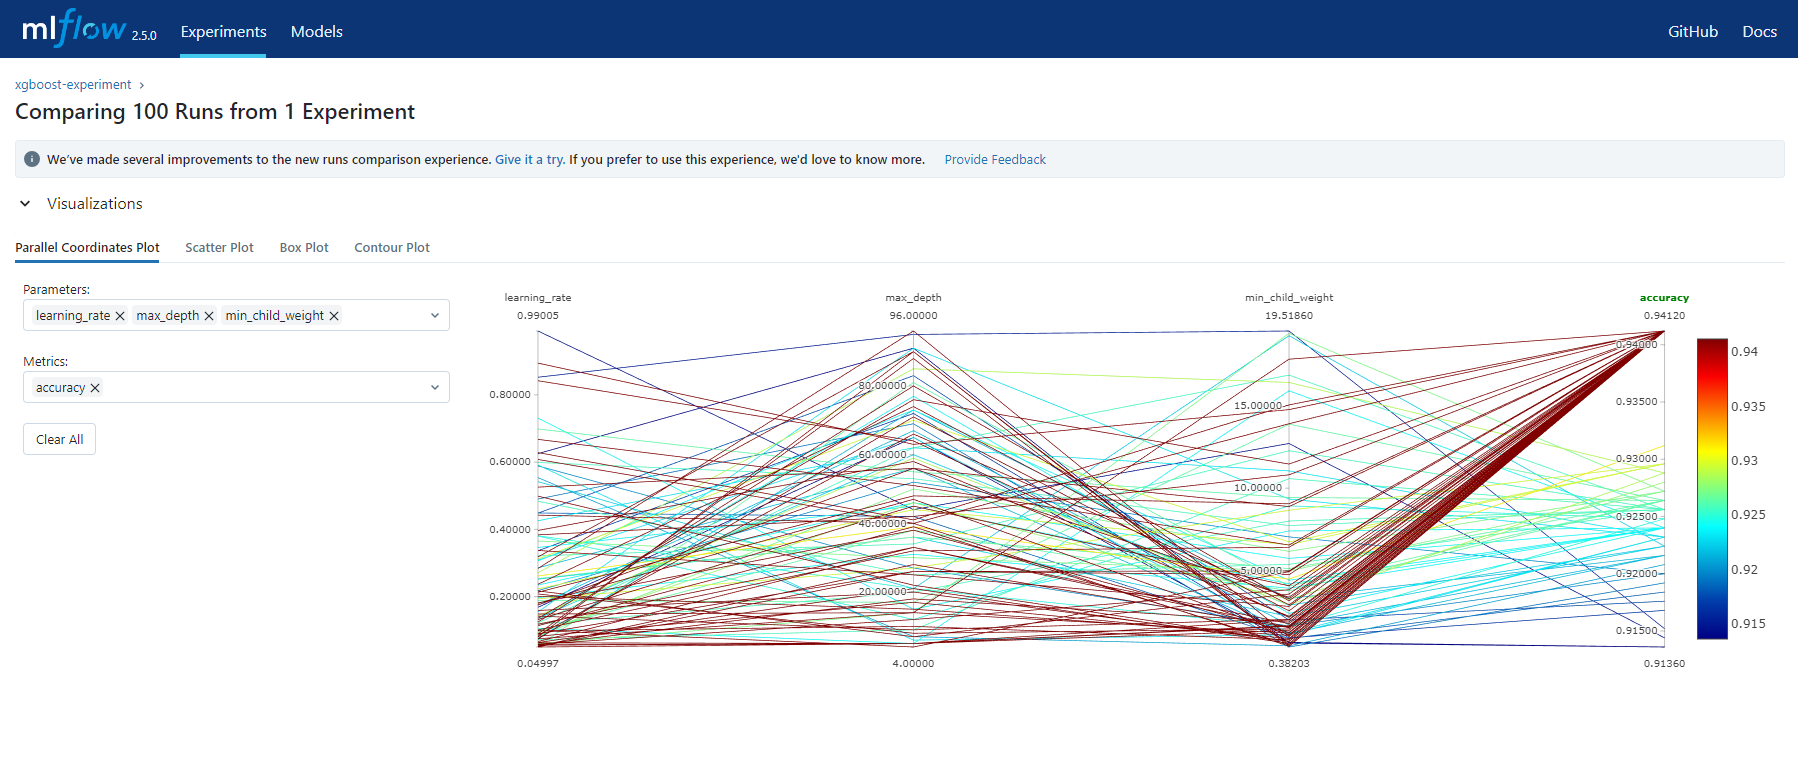 mlflow 2.5.0 Experiments Models GitHub Docs
xgboost-experiment ›
Comparing 100 Runs from 1 Experiment
i We've made several improvements to the new runs comparison experience. Give it a try. If you prefer to use this experience, we'd love to know more. Provide Feedback
Visualizations
Parallel Coordinates Plot Scatter Plot Box Plot Contour Plot
Parameters:
learning_rate max_depth min_child_weight
Metrics:
accuracy
Clear All
learning_rate max_depth min_child_weight accuracy
0.99005 96.00000 19.51860 0.94120
0.80000
0.60000
0.40000
0.20000
0.04997
80.00000
60.00000
40.00000
20.00000
4.00000
15.00000
10.00000
5.00000
0.38203
0.94000
0.93500
0.93000
0.92500
0.92000
0.91500
0.91360
0.94
0.935
0.93
0.925
0.92
0.915